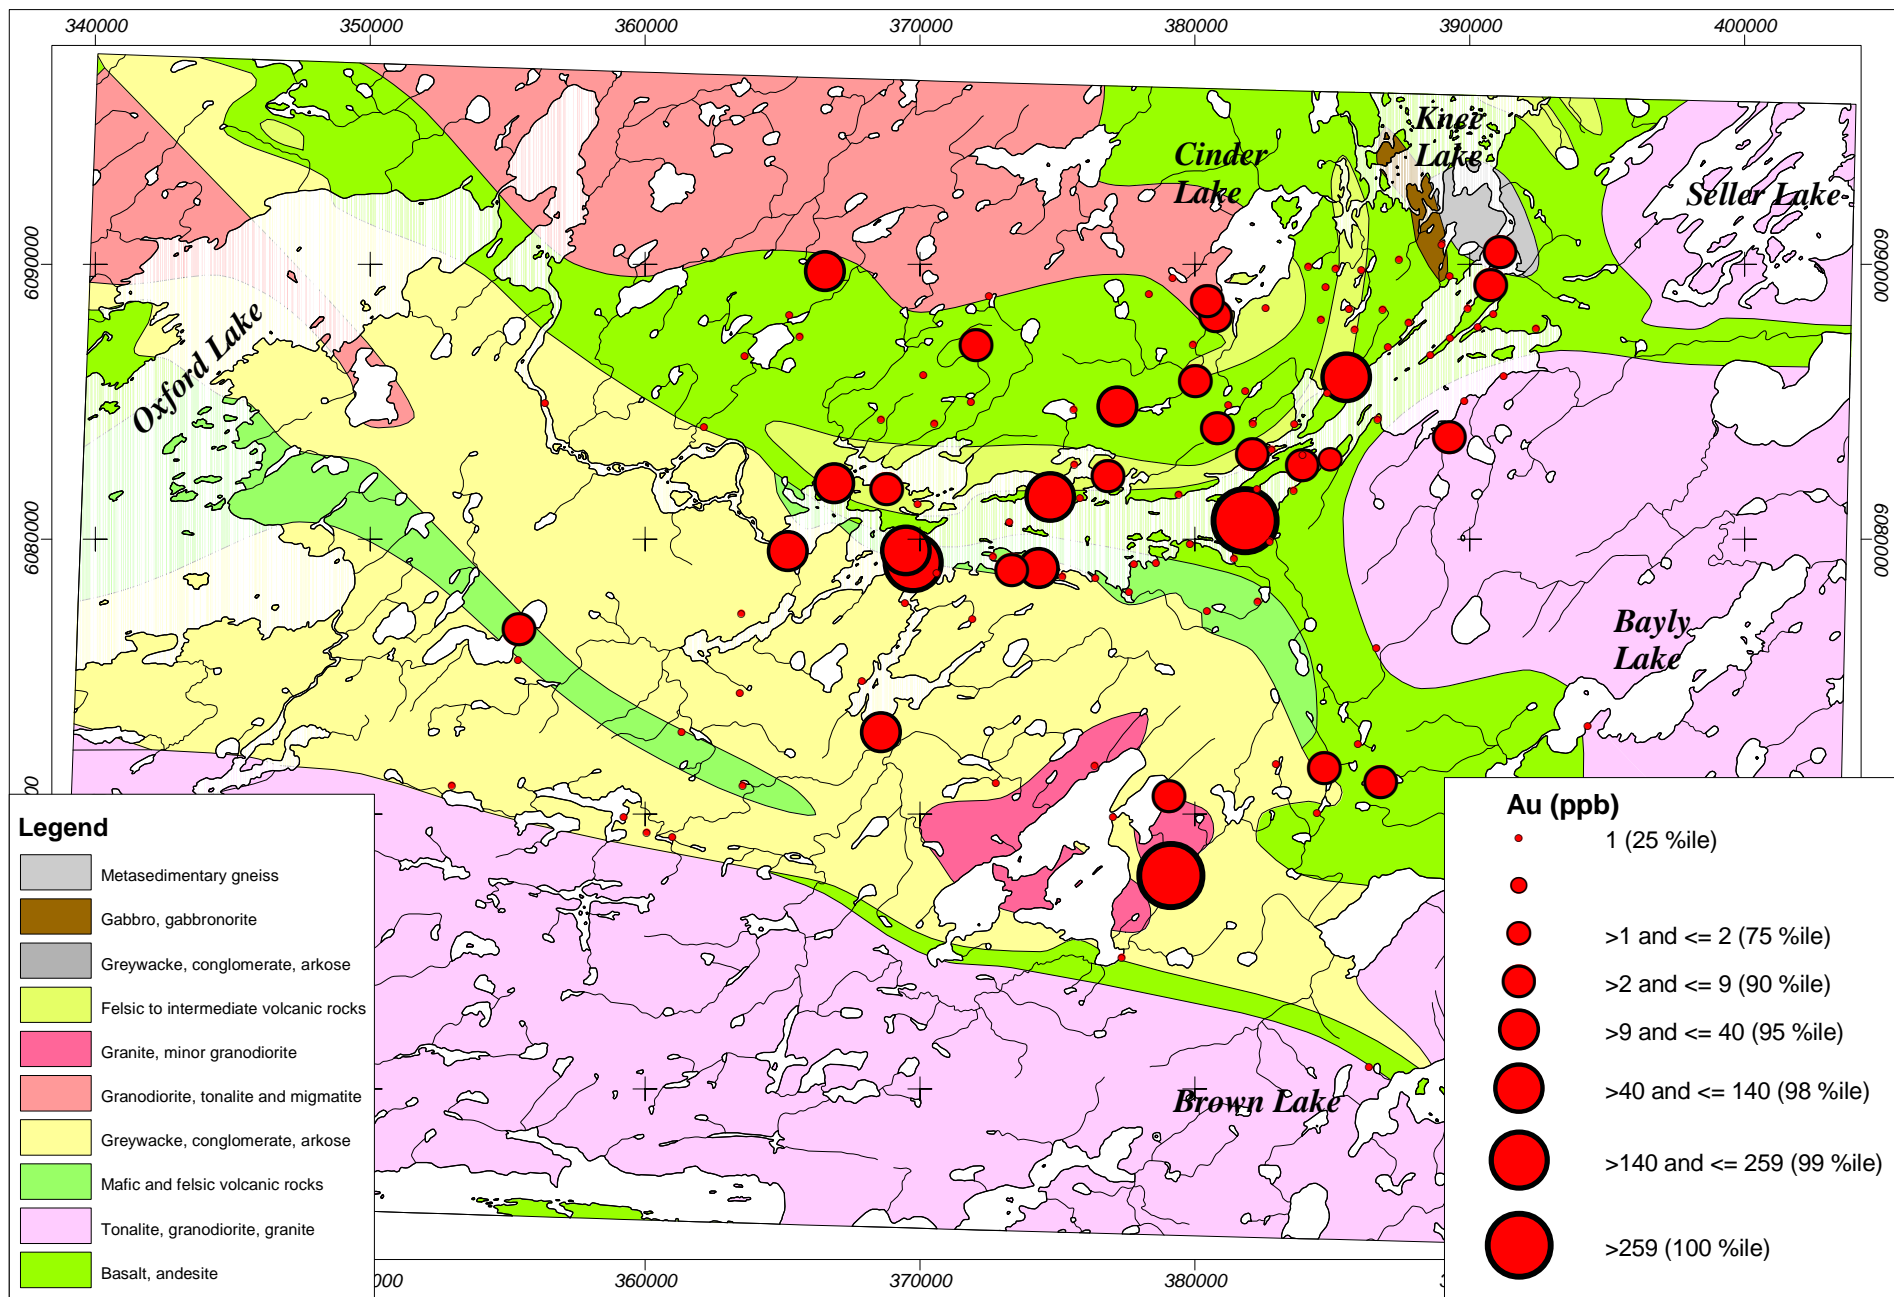 340000
350000
360000
370000
380000
390000
400000
Knee
Lake
Cinder
Lake
Seller Lake
6090000
6090000
Oxford Lake
6080000
6080000
Bayly
Lake
Brown Lake
00
Legend
Metasedimentary gneiss
Gabbro, gabbronorite
Greywacke, conglomerate, arkose
Felsic to intermediate volcanic rocks
Granite, minor granodiorite
Granodiorite, tonalite and migmatite
Greywacke, conglomerate, arkose
Mafic and felsic volcanic rocks
Tonalite, granodiorite, granite
Basalt, andesite
Au (ppb)
1 (25 %ile)
>1 and <= 2 (75 %ile)
>2 and <= 9 (90 %ile)
>9 and <= 40 (95 %ile)
>40 and <= 140 (98 %ile)
>140 and <= 259 (99 %ile)
>259 (100 %ile)
0000
360000
370000
380000